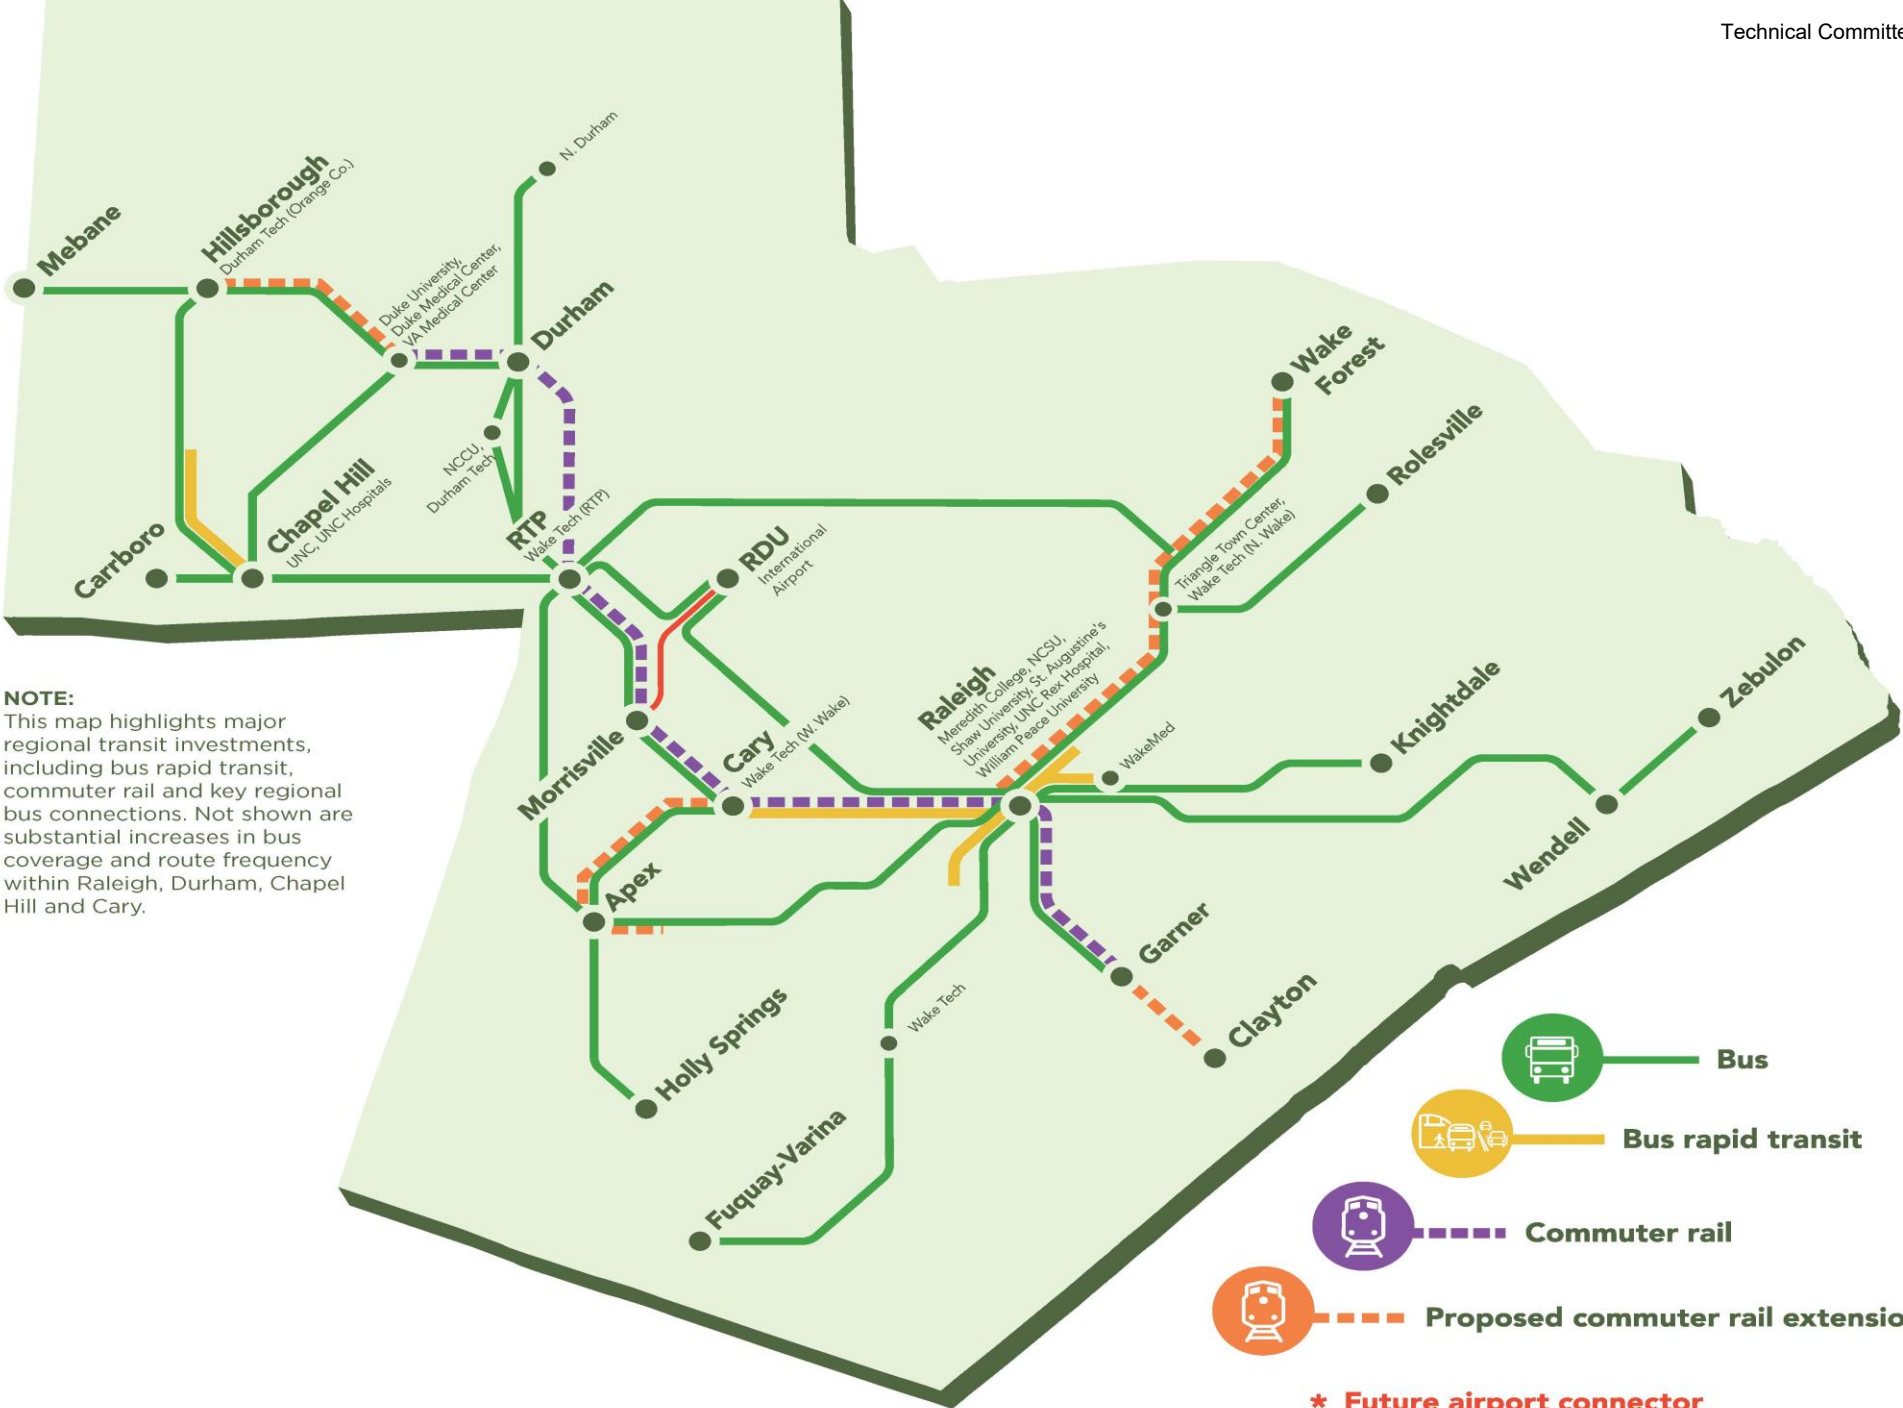 Technical Committe
N. Durham
Hillsborough
Durham Tech (Orange Co.)
Mebane
Duke University,
Duke Medical Center,
VA Medical Center
Durham
Wake
Forest
Rolesville
NCCU,
Durham Tech
Chapel Hill
UNC, UNC Hospitals
Carrboro
RTP
Wake Tech (RTP)
RDU
International
Airport
Triangle Town Center,
Wake Tech (N. Wake)
Raleigh
Meredith College, NCSU,
Shaw University, St. Augustine's
University, UNC Rex Hospital,
William Peace University
WakeMed
Knightdale
Zebulon
Wendell
Morrisville
Cary
Wake Tech (W. Wake)
Apex
Garner
Clayton
Holly Springs
Wake Tech
Fuquay-Varina
NOTE:
This map highlights major
regional transit investments,
including bus rapid transit,
commuter rail and key regional
bus connections. Not shown are
substantial increases in bus
coverage and route frequency
within Raleigh, Durham, Chapel
Hill and Cary.
Bus
Bus rapid transit
Commuter rail
Proposed commuter rail extensio
* Future airport connector